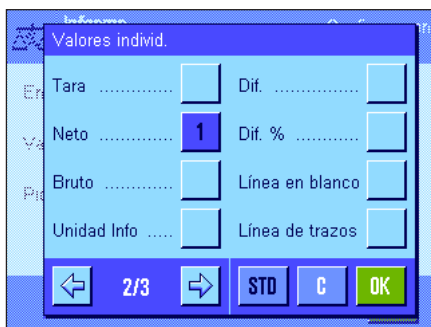 Informe
Valores individ.
Tara ..............
Dif. ................
Neto .............. 1
Dif. % ............
Bruto ............
Línea en blanco
Unidad Info .....
Línea de trazos
2/3
STD
C
OK